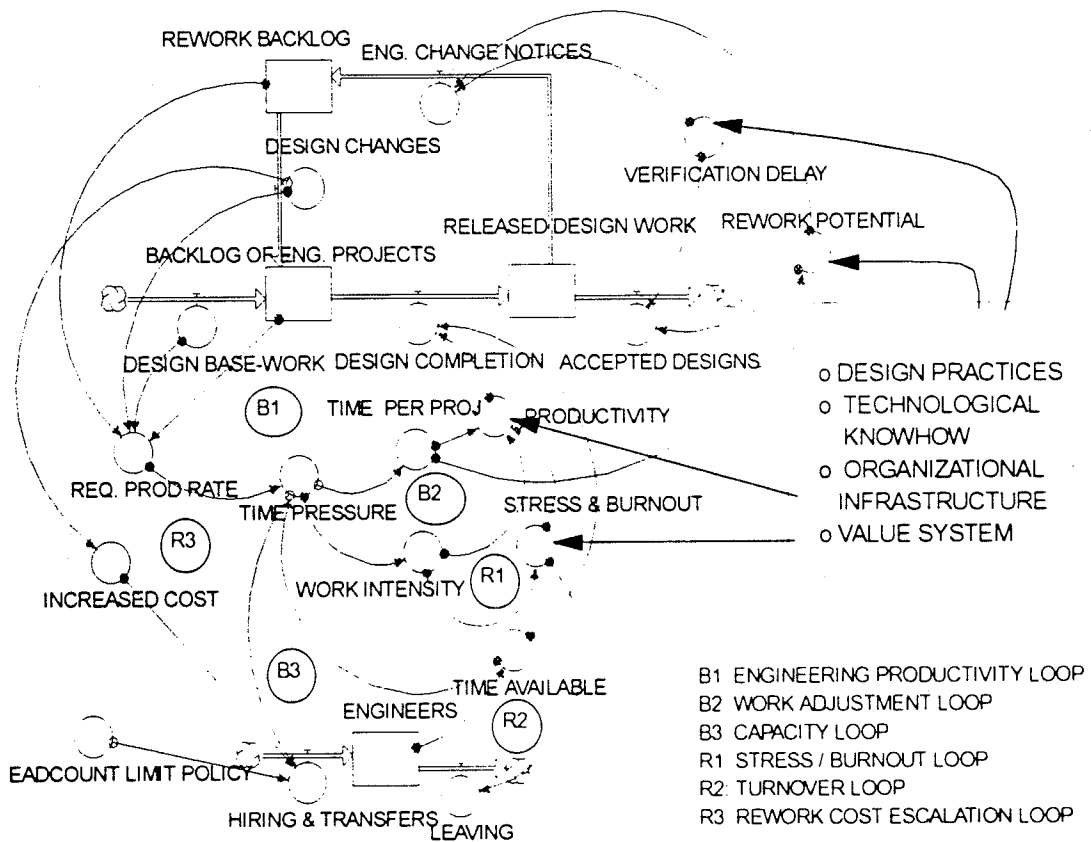 REWORK BACKLOG
ENG. CHANGE NOTICES
DESIGN CHANGES
VERIFICATION DELAY
RELEASED DESIGN WORK
REWORK POTENTIAL
BACKLOG OF ENG. PROJECTS
DESIGN BASE-WORK
DESIGN COMPLETION
ACCEPTED DESIGNS
o DESIGN PRACTICES
o TECHNOLOGICAL
KNOWHOW
o ORGANIZATIONAL
INFRASTRUCTURE
o VALUE SYSTEM
B1
TIME PER PROJ
PRODUCTIVITY
REQ. PROD RATE
TIME PRESSURE
B2
STRESS & BURNOUT
R3
WORK INTENSITY
R1
INCREASED COST
B3
TIME AVAILABLE
ENGINEERS
R2
EADCOUNT LIMIT POLICY
HIRING & TRANSFERS
LEAVING
B1 ENGINEERING PRODUCTIVITY LOOP
B2 WORK ADJUSTMENT LOOP
B3 CAPACITY LOOP
R1 STRESS / BURNOUT LOOP
R2: TURNOVER LOOP
R3 REWORK COST ESCALATION LOOP